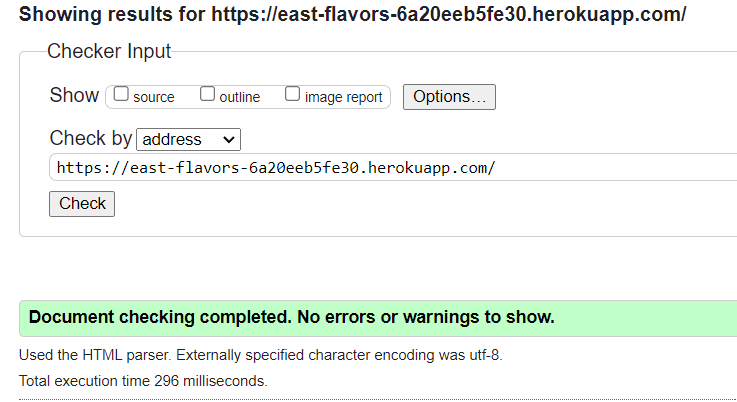 Showing results for https://east-flavors-6a20eeb5fe30.herokuapp.com/
Checker Input
Show source outline image report Options...
Check by address
https://east-flavors-6a20eeb5fe30.herokuapp.com/
Check
Document checking completed. No errors or warnings to show.
Used the HTML parser. Externally specified character encoding was utf-8.
Total execution time 296 milliseconds.